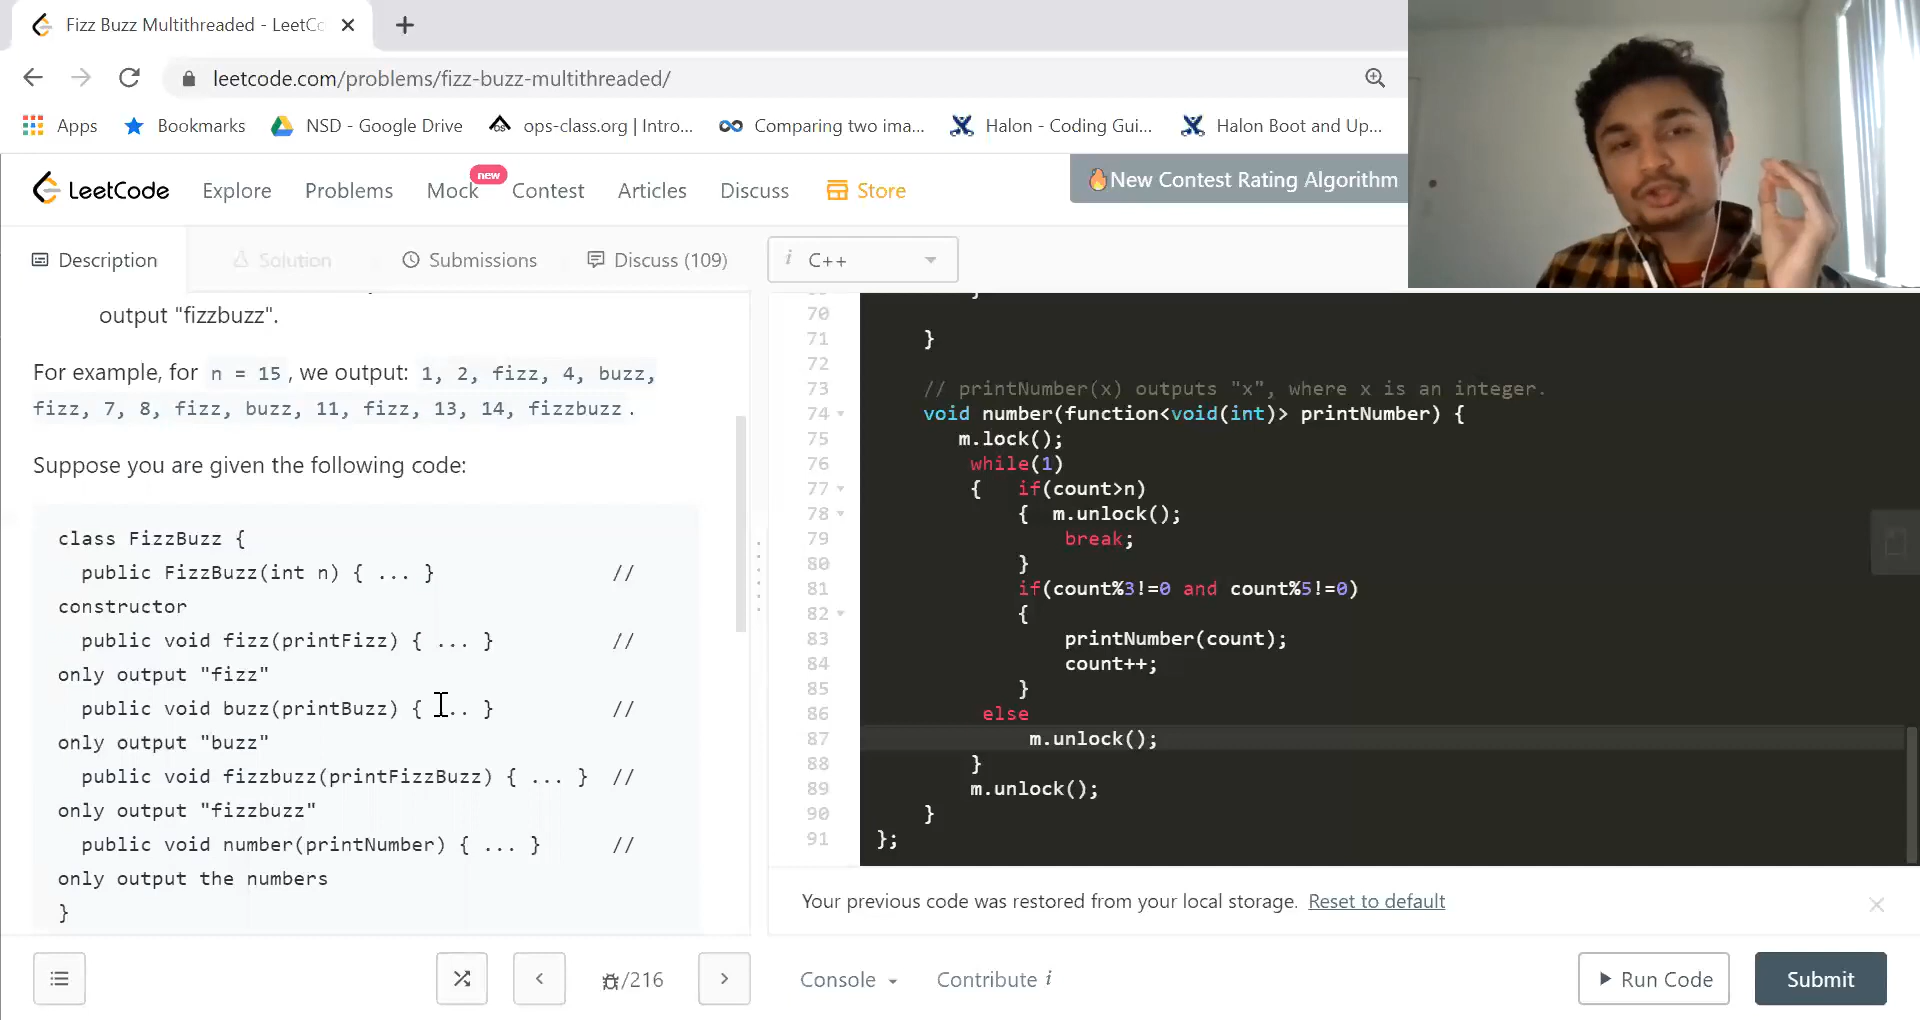 Fizz Buzz Multithreaded - LeetCo
leetcode.com/problems/fizz-buzz-multithreaded/
Apps Bookmarks NSD - Google Drive ops-class.org | Intro... Comparing two ima... Halon - Coding Gui... Halon Boot and Up...
LeetCode Explore Problems Mock new Contest Articles Discuss Store
🔥New Contest Rating Algorithm
Description Solution Submissions Discuss (109)
i C++
output "fizzbuzz".
For example, for n = 15 , we output: 1, 2, fizz, 4, buzz,
fizz, 7, 8, fizz, buzz, 11, fizz, 13, 14, fizzbuzz .
Suppose you are given the following code:
class FizzBuzz {
public FizzBuzz(int n) { ... } //
constructor
public void fizz(printFizz) { ... } //
only output "fizz"
public void buzz(printBuzz) { ... } //
only output "buzz"
public void fizzbuzz(printFizzBuzz) { ... } //
only output "fizzbuzz"
public void number(printNumber) { ... } //
only output the numbers
}
/216
70
71 }
72
73 // printNumber(x) outputs "x", where x is an integer.
74 void number(function<void(int)> printNumber) {
75 m.lock();
76 while(1)
77 { if(count>n)
78 { m.unlock();
79 break;
80 }
81 if(count%3!=0 and count%5!=0)
82 {
83 printNumber(count);
84 count++;
85 }
86 else
87 m.unlock();
88 }
89 m.unlock();
90 }
91 };
Your previous code was restored from your local storage. Reset to default
Console Contribute i
Run Code Submit